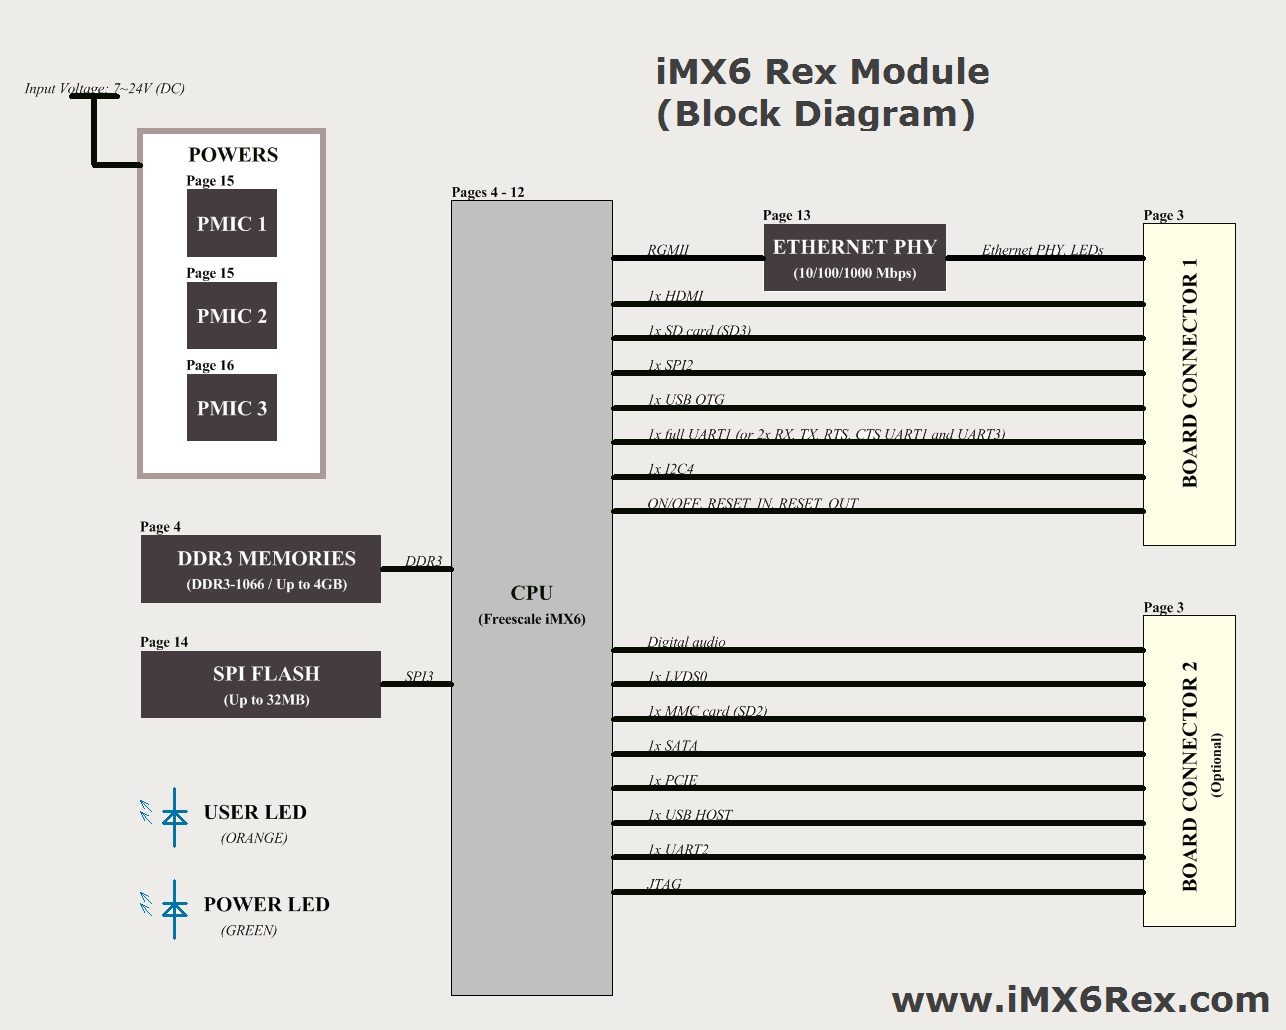 iMX6 Rex Module
(Block Diagram)
Input Voltage: 7~24V (DC)
POWERS
Page 15
PMIC 1
Page 15
PMIC 2
Page 16
PMIC 3
Page 4
DDR3 MEMORIES
(DDR3-1066 / Up to 4GB)
DDR3
Page 14
SPI FLASH
(Up to 32MB)
SPI3
USER LED
(ORANGE)
POWER LED
(GREEN)
Pages 4 - 12
CPU
(Freescale iMX6)
RGMII
Page 13
ETHERNET PHY
(10/100/1000 Mbps)
Ethernet PHY, LEDs
1x HDMI
1x SD card (SD3)
1x SPI2
1x USB OTG
1x full UART1 (or 2x RX, TX, RTS, CTS UART1 and UART3)
1x I2C4
ON/OFF, RESET_IN, RESET_OUT
Page 3
BOARD CONNECTOR 1
Digital audio
1x LVDS0
1x MMC card (SD2)
1x SATA
1x PCIE
1x USB HOST
1x UART2
JTAG
Page 3
BOARD CONNECTOR 2
(Optional)
www.iMX6Rex.com